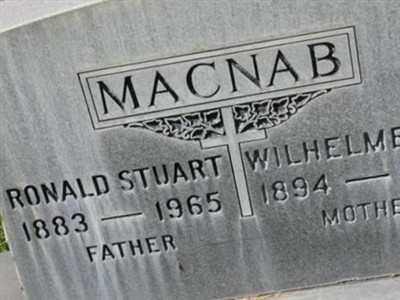 MACNAB
RONALD STUART
1883 — 1965
FATHER
1894 —